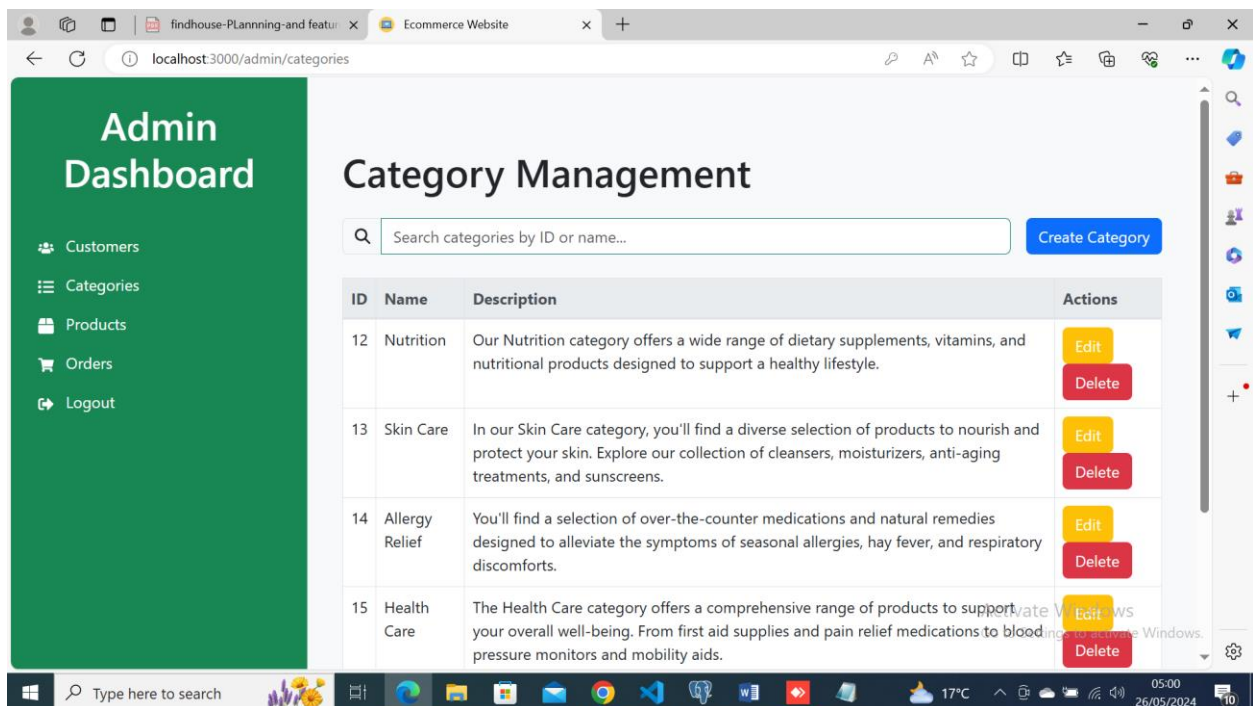 findhouse-PLannning-and featur
Ecommerce Website
localhost:3000/admin/categories
Admin
Dashboard
Customers
Categories
Products
Orders
Logout
Category Management
Search categories by ID or name...
Create Category
ID Name Description Actions
12 Nutrition Our Nutrition category offers a wide range of dietary supplements, vitamins, and
nutritional products designed to support a healthy lifestyle.
Edit
Delete
13 Skin Care In our Skin Care category, you'll find a diverse selection of products to nourish and
protect your skin. Explore our collection of cleansers, moisturizers, anti-aging
treatments, and sunscreens.
Edit
Delete
14 Allergy
Relief
You'll find a selection of over-the-counter medications and natural remedies
designed to alleviate the symptoms of seasonal allergies, hay fever, and respiratory
discomforts.
Edit
Delete
15 Health
Care
The Health Care category offers a comprehensive range of products to support
your overall well-being. From first aid supplies and pain relief medications to blood
pressure monitors and mobility aids.
Edit
Delete
Activate Windows
Go to Settings to activate Windows.
Type here to search
17°C
05:00
26/05/2024
10